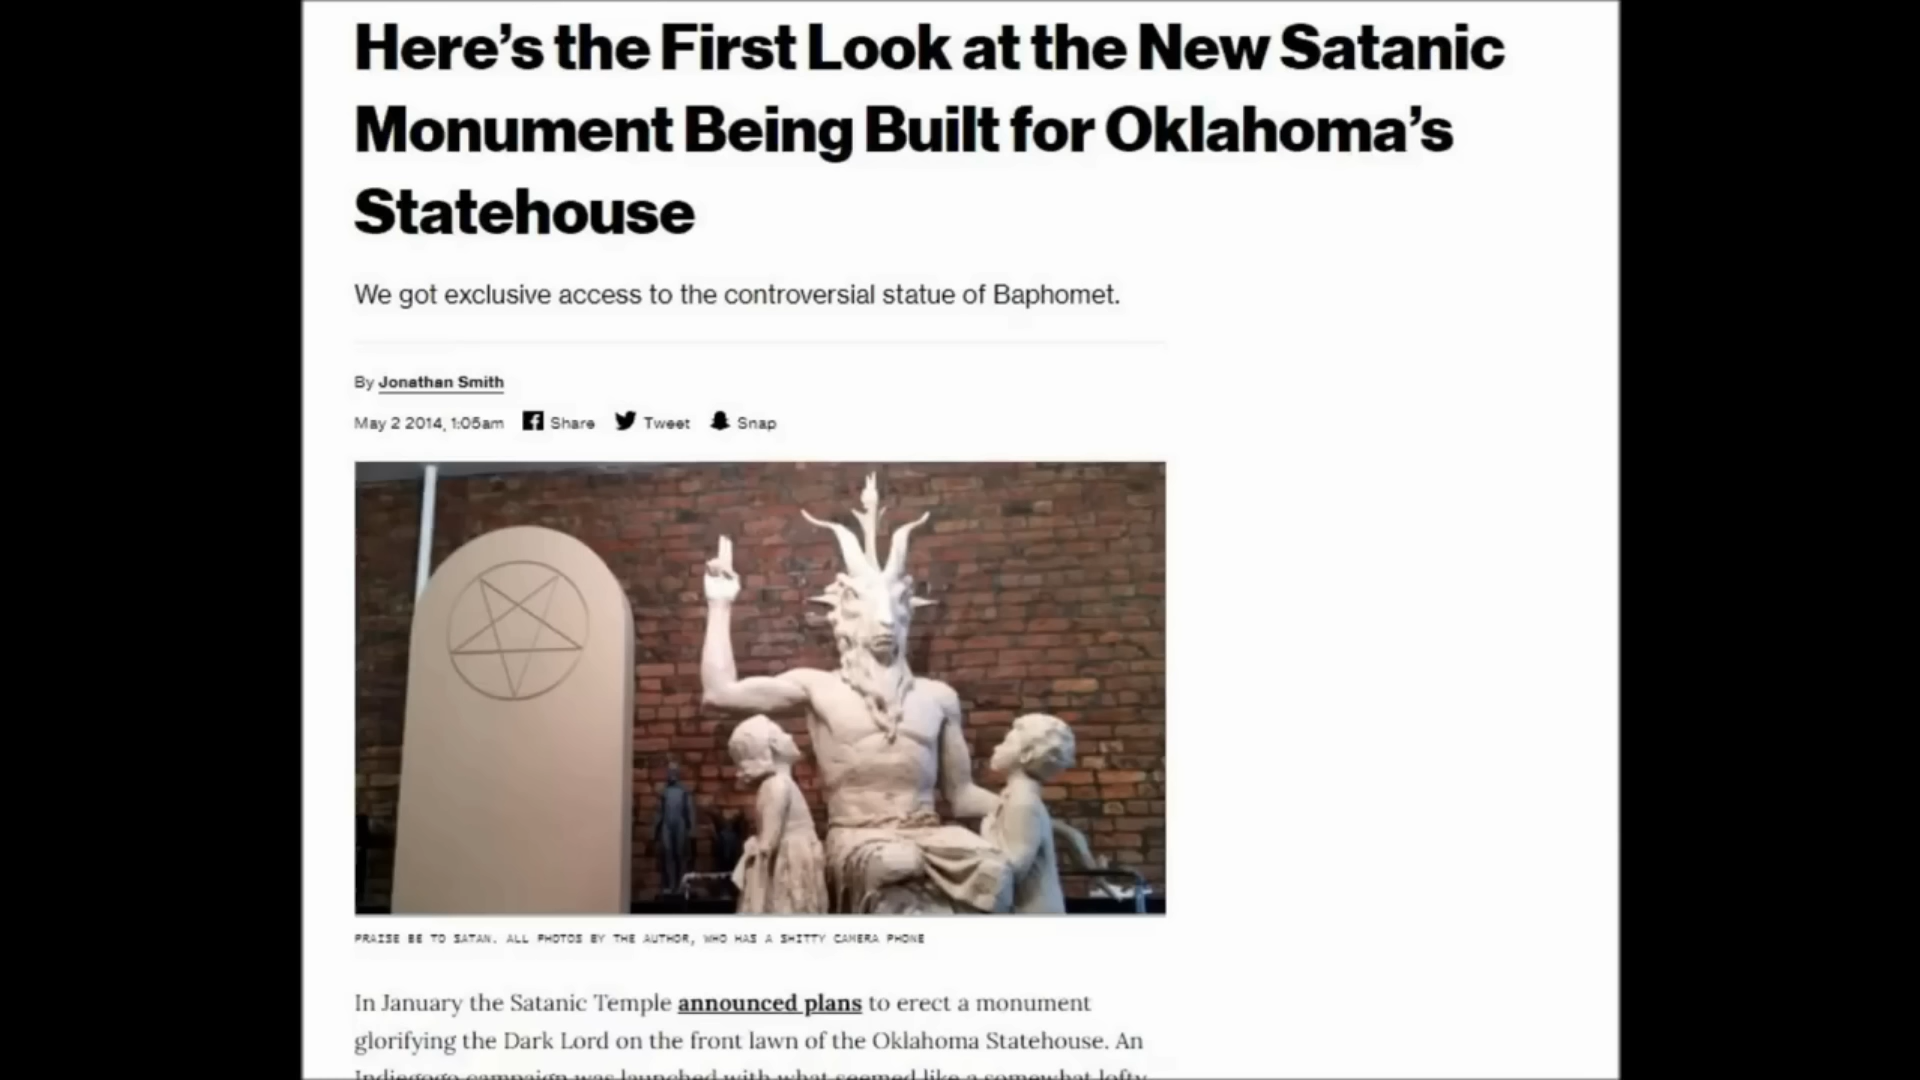 Here's the First Look at the New Satanic
Monument Being Built for Oklahoma's
Statehouse
We got exclusive access to the controversial statue of Baphomet.
By Jonathan Smith
May 2 2014, 1:05am Share Tweet Snap
PRAISE BE TO SATAN. ALL PHOTOS BY THE AUTHOR, WHO HAS A SHITTY CAMERA PHONE
In January the Satanic Temple announced plans to erect a monument
glorifying the Dark Lord on the front lawn of the Oklahoma Statehouse. An
Indiegogo campaign was launched with what seemed like a somewhat lofty